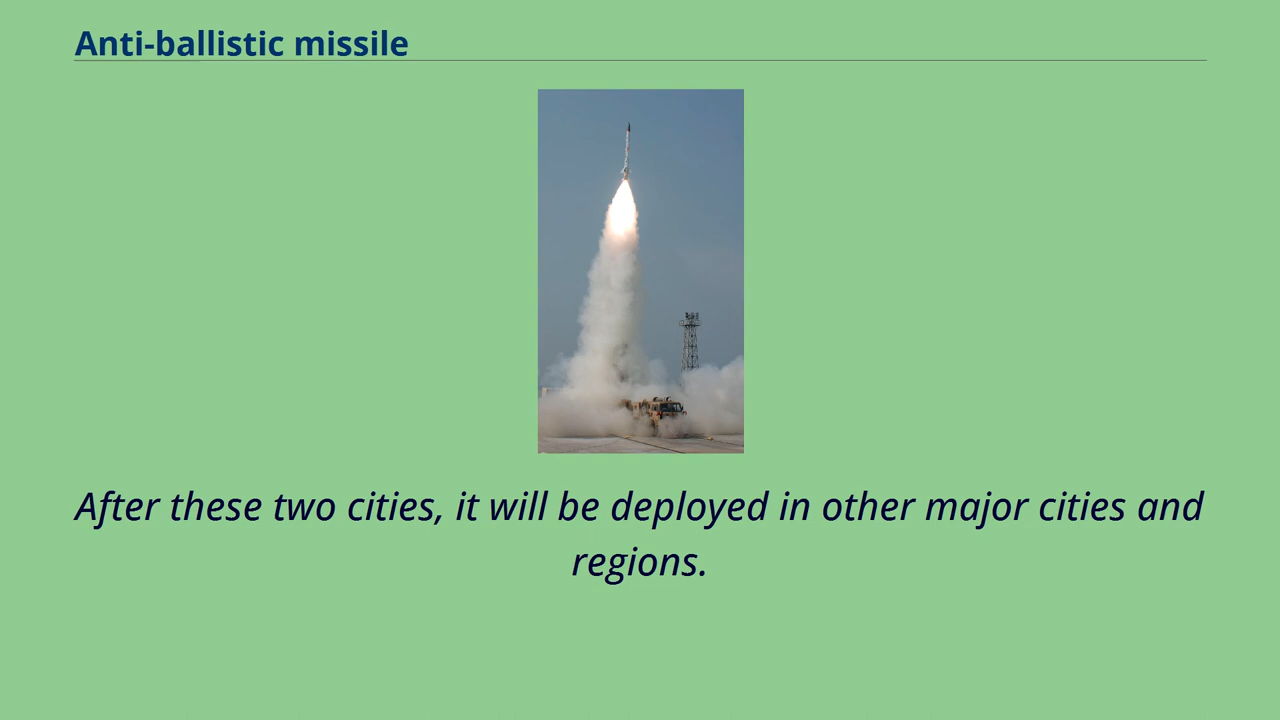 Anti-ballistic missile
After these two cities, it will be deployed in other major cities and
regions.